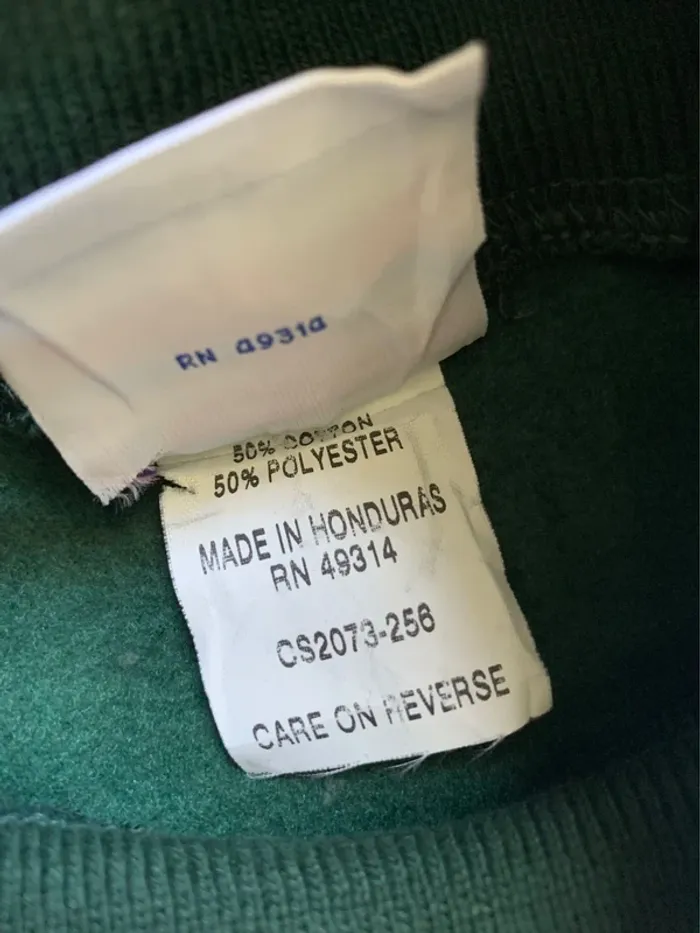 RN 49314
50% COTTON
50% POLYESTER
MADE IN HONDURAS
RN 49314
CS2073-256
CARE ON REVERSE